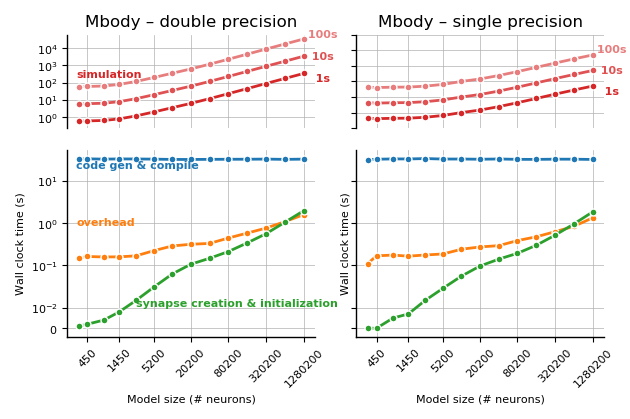 Mbody – double precision
Mbody – single precision
100s
10s
1s
simulation
10⁴
10³
10²
10¹
10⁰
100s
10s
1s
code gen & compile
overhead
synapse creation & initialization
Wall clock time (s)
10¹
10⁰
10⁻¹
10⁻²
0
Wall clock time (s)
450
1450
5200
20200
80200
320200
1280200
450
1450
5200
20200
80200
320200
1280200
Model size (# neurons)
Model size (# neurons)